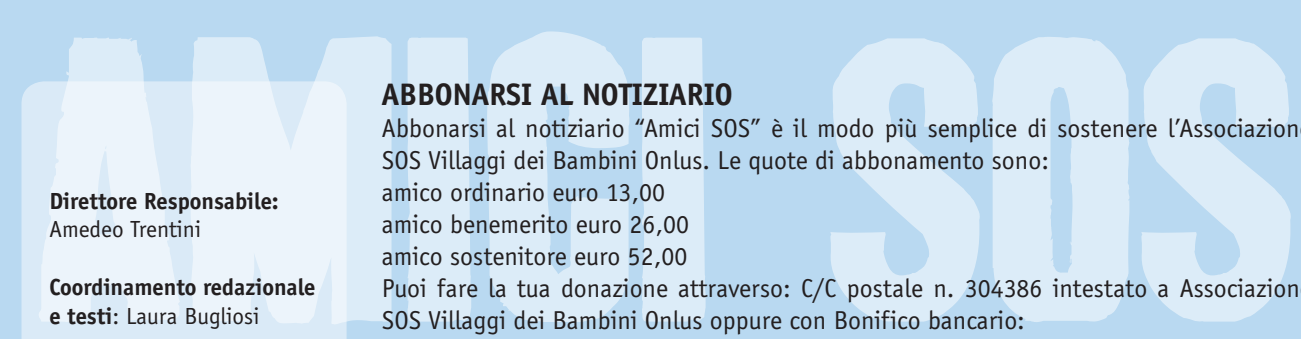 AMICI SOS
Direttore Responsabile:
Amedeo Trentini
Coordinamento redazionale
e testi: Laura Bugliosi
ABBONARSI AL NOTIZIARIO
Abbonarsi al notiziario “Amici SOS” è il modo più semplice di sostenere l’Associazione
SOS Villaggi dei Bambini Onlus. Le quote di abbonamento sono:
amico ordinario euro 13,00
amico benemerito euro 26,00
amico sostenitore euro 52,00
Puoi fare la tua donazione attraverso: C/C postale n. 304386 intestato a Associazione
SOS Villaggi dei Bambini Onlus oppure con Bonifico bancario: